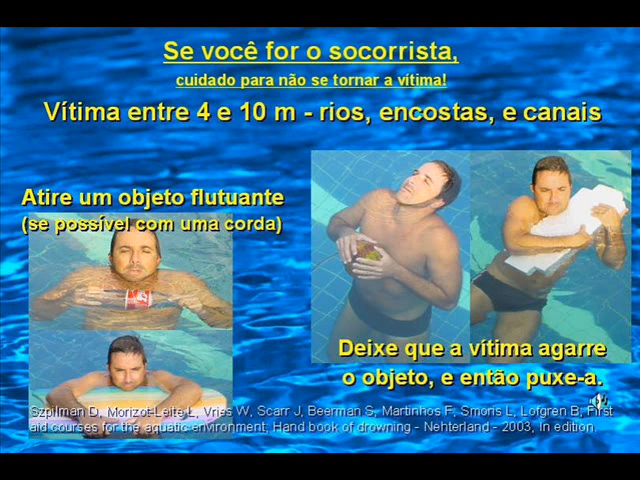 Se você for o socorrista,
cuidado para não se tornar a vítima!
Vítima entre 4 e 10 m - rios, encostas, e canais
Atire um objeto flutuante
(se possível com uma corda)
Deixe que a vítima agarre
o objeto, e então puxe-a.
Szpilman D, Morizot-Leite L, Vries W, Scarr J, Beerman S, Martinhos F, Smoris L, Lofgren B; First
aid courses for the aquatic environment; Hand book of drowning - Nehterland - 2003, In edition.